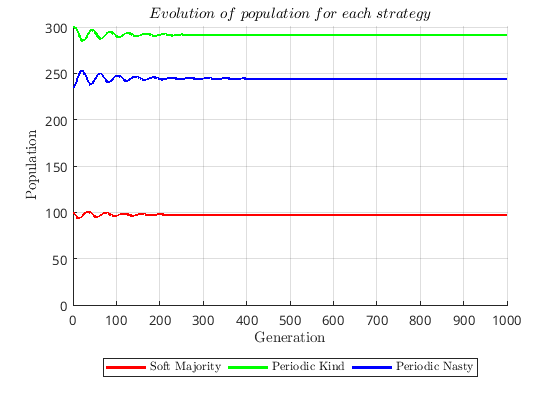 Evolution of population for each strategy
300
250
200
150
100
50
0
Population
0 100 200 300 400 500 600 700 800 900 1000
Generation
Soft Majority Periodic Kind Periodic Nasty